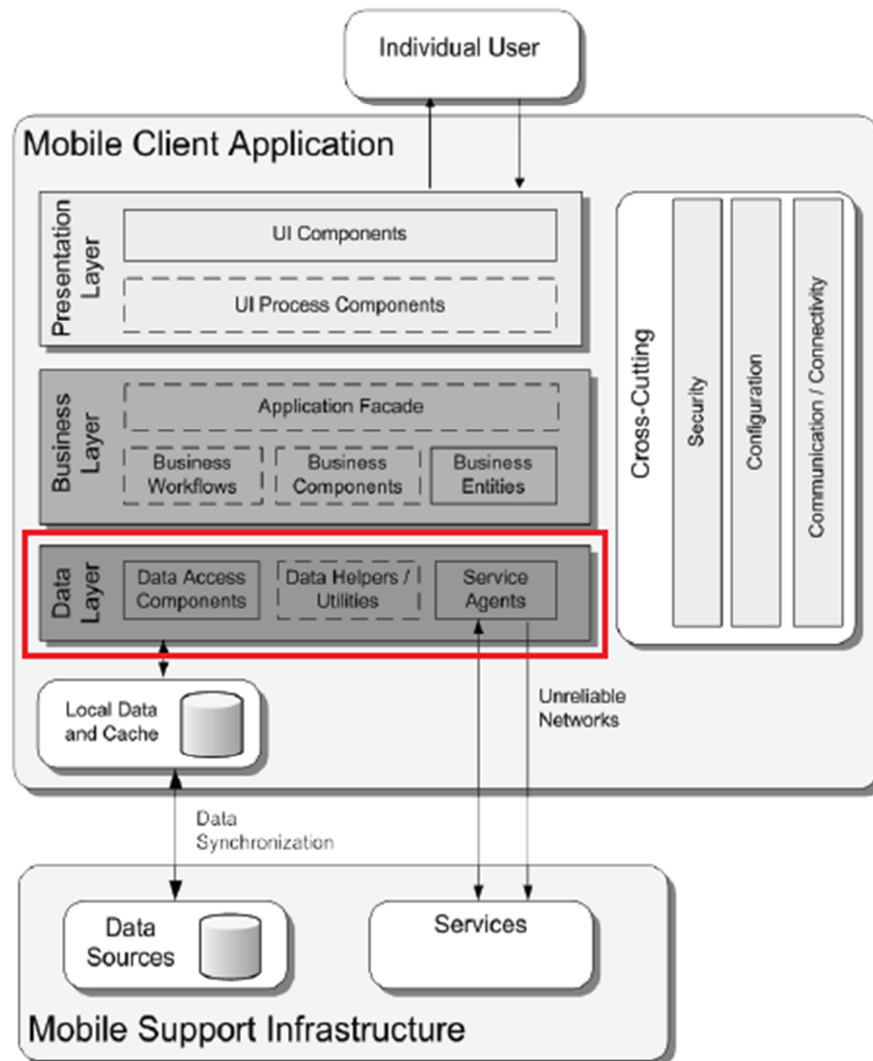 Individual User
Mobile Client Application
Presentation
Layer
UI Components
UI Process Components
Business
Layer
Application Facade
Business
Workflows
Business
Components
Business
Entities
Data
Layer
Data Access
Components
Data Helpers /
Utilities
Service
Agents
Cross-Cutting
Security
Configuration
Communication / Connectivity
Local Data
and Cache
Unreliable
Networks
Data
Synchronization
Data
Sources
Services
Mobile Support Infrastructure